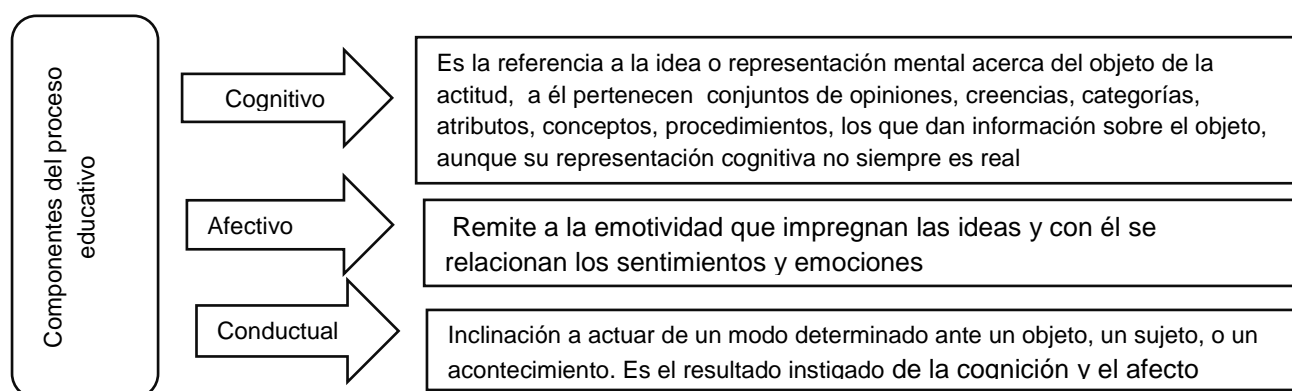 Componentes del proceso
educativo
Cognitivo
Es la referencia a la idea o representación mental acerca del objeto de la
actitud, a él pertenecen conjuntos de opiniones, creencias, categorías,
atributos, conceptos, procedimientos, los que dan información sobre el objeto,
aunque su representación cognitiva no siempre es real
Afectivo
Remite a la emotividad que impregnan las ideas y con él se
relacionan los sentimientos y emociones
Conductual
Inclinación a actuar de un modo determinado ante un objeto, un sujeto, o un
acontecimiento. Es el resultado instigado de la cognición y el afecto